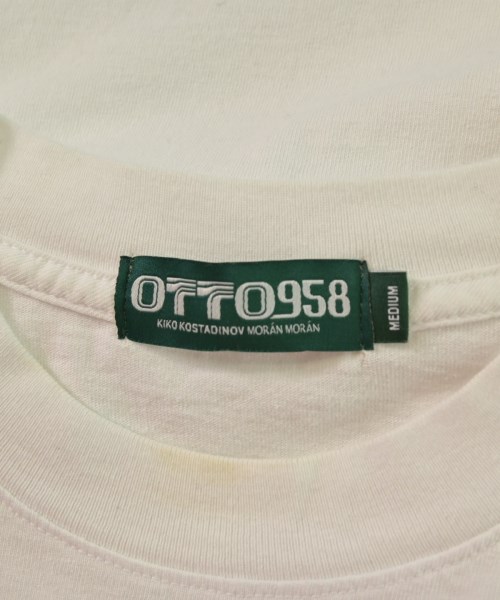 OTTO958
KIKO KOSTADINOV MORÁN MORÁN
MEDIUM